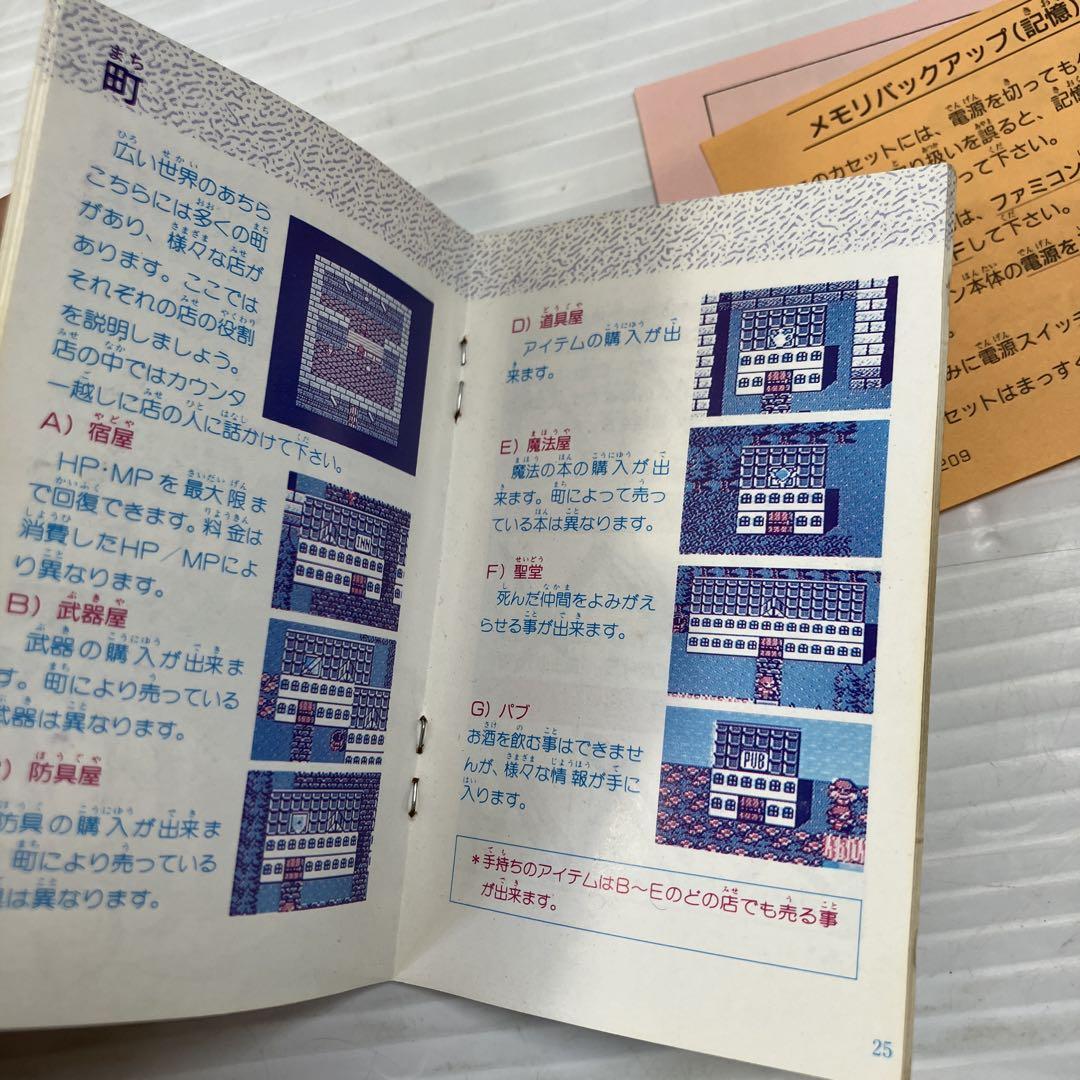 町
広い世界のあちら
こちらには多くの町
があり、様々な店が
あります。ここでは
それぞれの店の役割
を説明しましょう。
店の中ではカウンタ
ー越しに店の人に話かけて下さい。
A）宿屋
HP・MPを最大限ま
で回復できます。料金は
消費したHP／MPによ
り異なります。
B）武器屋
武器の購入が出来ま
す。町により売っている
武器は異なります。
）防具屋
防具の購入が出来ま
町により売っている
は異なります。
INN
D）道具屋
アイテムの購入が出
来ます。
E）魔法屋
魔法の本の購入が出
来ます。町によって売っ
ている本は異なります。
F）聖堂
死んだ仲間をよみがえ
らせる事が出来ます。
G）パブ
お酒を飲む事はできませ
んが、様々な情報が手に
入ります。
PUB
＊手持ちのアイテムはB〜Eのどの店でも売る事
が出来ます。
25
メモリバックアップ（記憶）
のカセットには、電源を切っても
り扱いを誤ると、記憶
って下さい。
は、ファミコン
して下さい。
ン本体の電源を
みに電源スイッチ
セットはまっすぐ
209